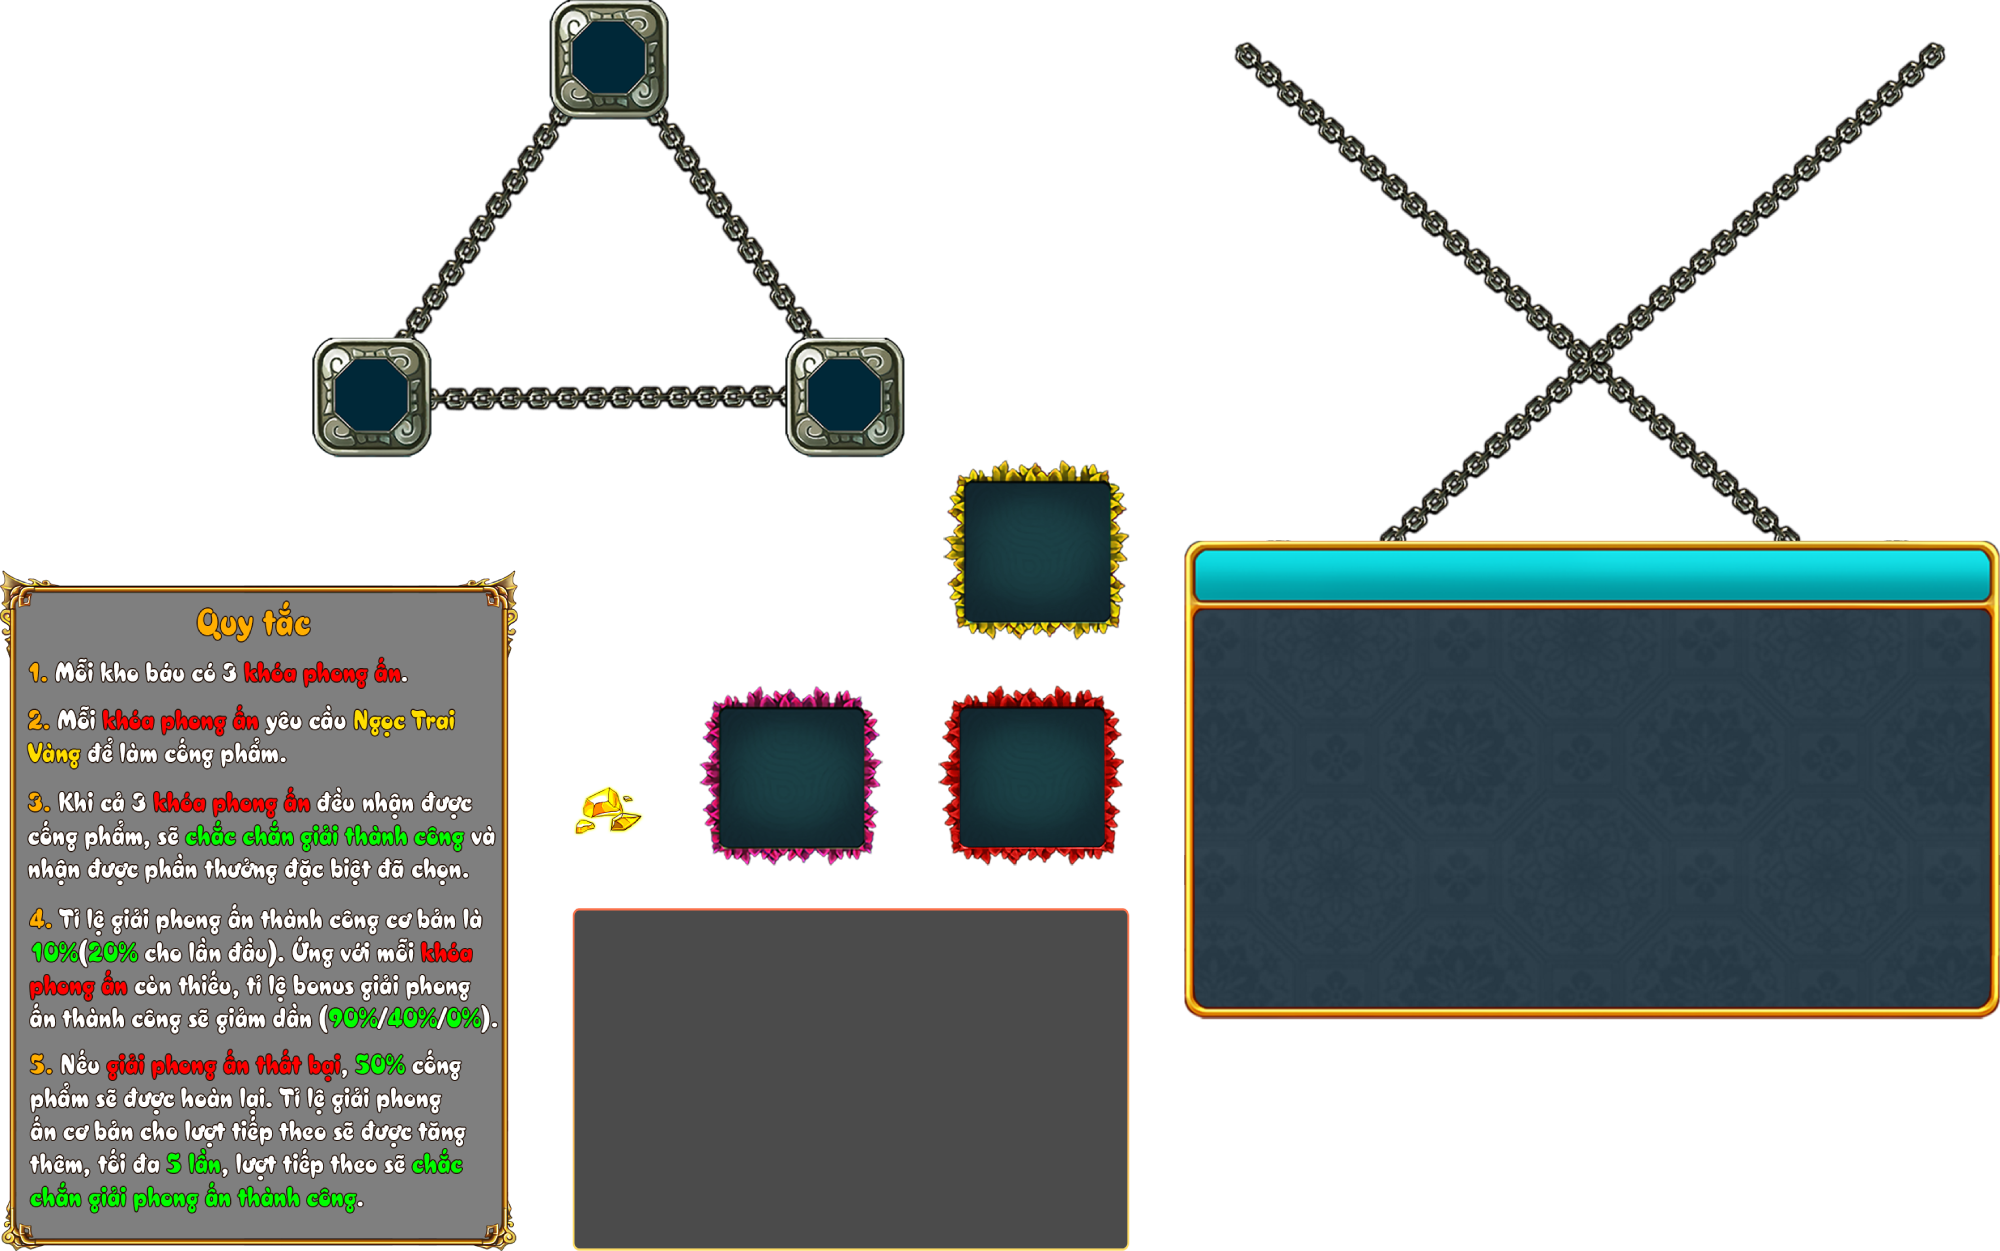 Quy tắc
1. Mỗi kho báu có 3 khóa phong ấn.
2. Mỗi khóa phong ấn yêu cầu Ngọc Trai
Vàng để làm cống phẩm.
3. Khi cả 3 khóa phong ấn đều nhận được
cống phẩm, sẽ chắc chắn giải thành công và
nhận được phần thưởng đặc biệt đã chọn.
4. Tỉ lệ giải phong ấn thành công cơ bản là
10%(20% cho lần đầu). Ứng với mỗi khóa
phong ấn còn thiếu, tỉ lệ bonus giải phong
ấn thành công sẽ giảm dần (90%/40%/0%).
5. Nếu giải phong ấn thất bại, 50% cống
phẩm sẽ được hoàn lại. Tỉ lệ giải phong
ấn cơ bản cho lượt tiếp theo sẽ được tăng
thêm, tối đa 5 lần, lượt tiếp theo sẽ chắc
chắn giải phong ấn thành công.